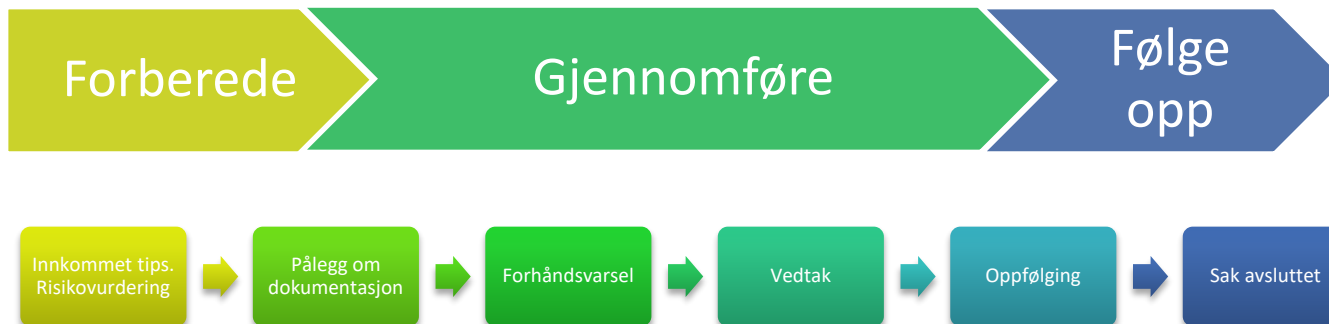 Forberede
Gjennomføre
Følge
opp
Innkommet tips.
Risikovurdering
Pålegg om
dokumentasjon
Forhåndsvarsel
Vedtak
Oppfølging
Sak avsluttet